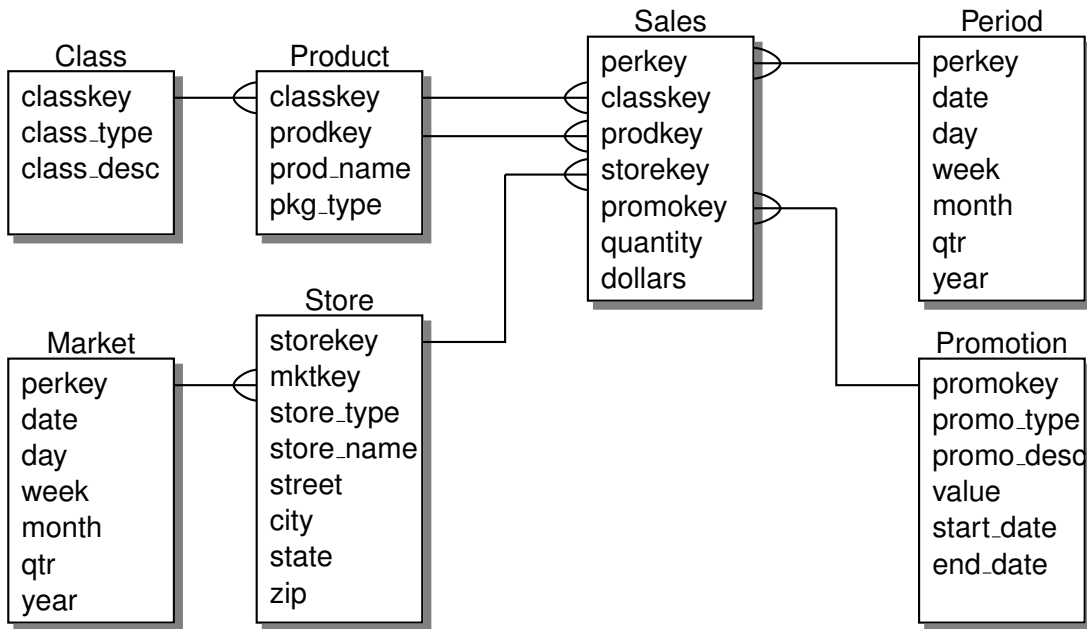 Class
classkey
class_type
class_desc
Product
classkey
prodkey
prod_name
pkg_type
Sales
perkey
classkey
prodkey
storekey
promokey
quantity
dollars
Period
perkey
date
day
week
month
qtr
year
Market
perkey
date
day
week
month
qtr
year
Store
storekey
mktkey
store_type
store_name
street
city
state
zip
Promotion
promokey
promo_type
promo_desc
value
start_date
end_date